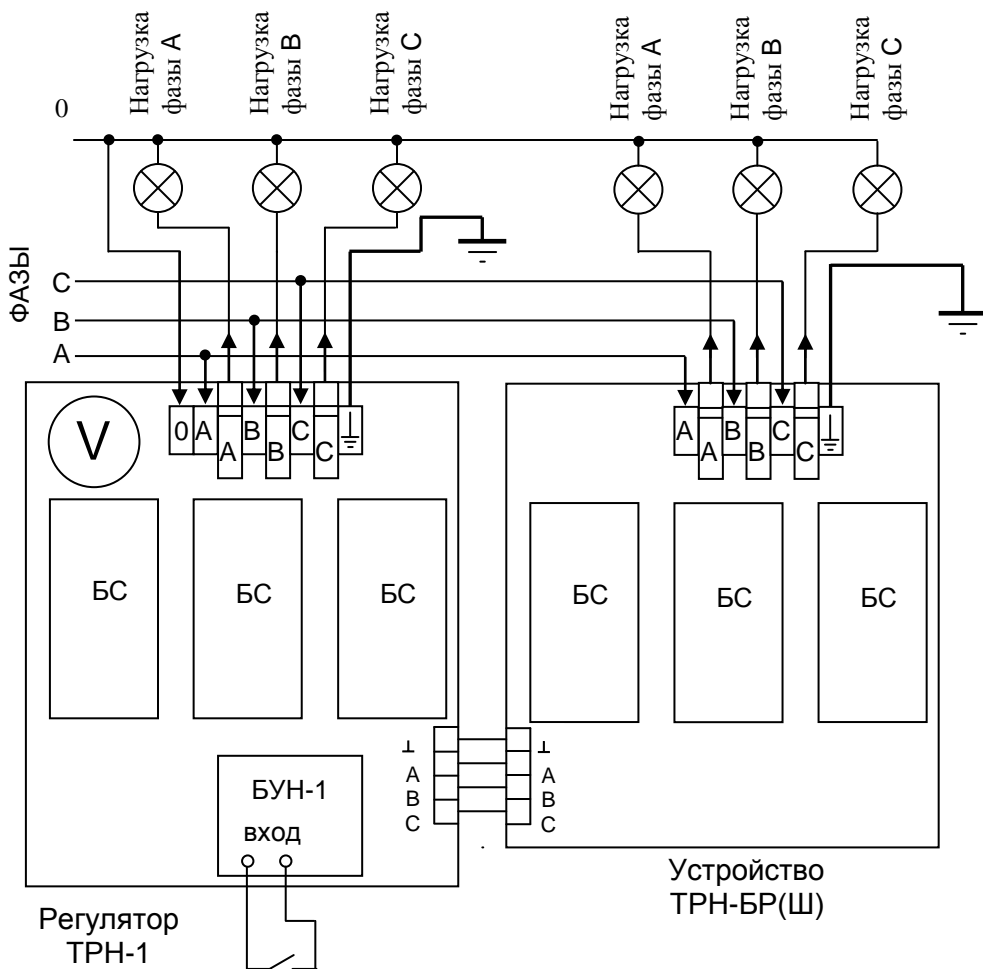 Нагрузка
фазы А
Нагрузка
фазы В
Нагрузка
фазы С
Нагрузка
фазы А
Нагрузка
фазы В
Нагрузка
фазы С
0
ФАЗЫ
С
В
А
V
0
А
А
В
В
С
С
А
А
В
В
С
С
БС
БС
БС
БС
БС
БС
БУН-1
вход
⊥
А
В
С
⊥
А
В
С
Регулятор
ТРН-1
Устройство
ТРН-БР(Ш)